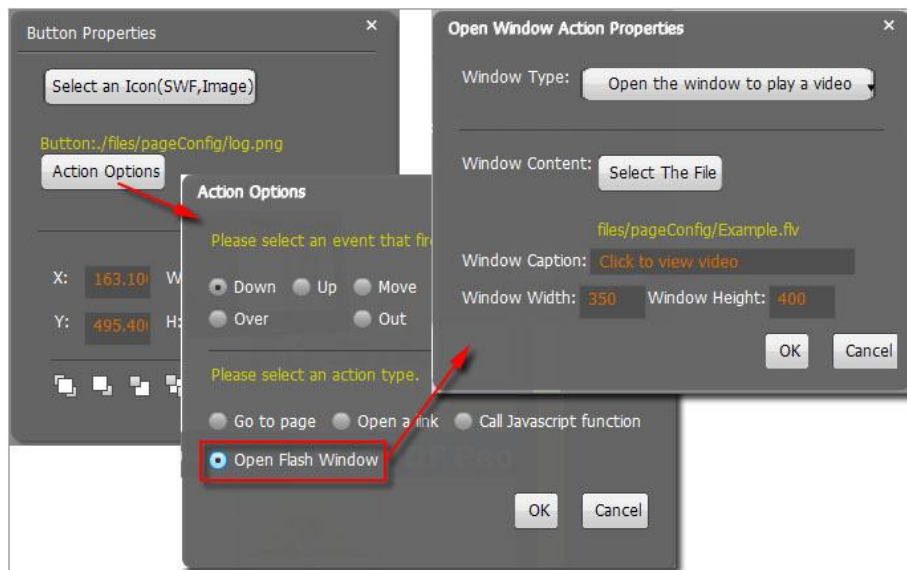 Button Properties
Select an Icon(SWF,Image)
Button:./files/pageConfig/log.png
Action Options
X: 163.10 W
Y: 495.40 H:
Action Options
Please select an event that fir
Down Up Move
Over Out
Please select an action type.
Go to page Open a link Call Javascript function
Open Flash Window
OK Cancel
Open Window Action Properties
Window Type: Open the window to play a video
Window Content: Select The File
files/pageConfig/Example.flv
Window Caption: Click to view video
Window Width: 350 Window Height: 400
OK Cancel